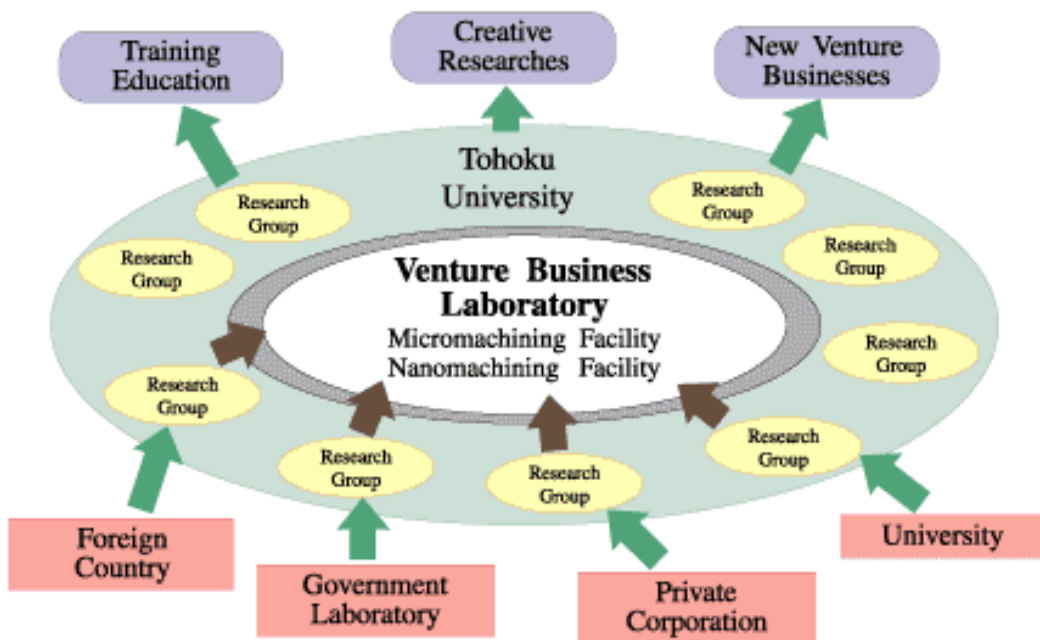 Training
Education
Creative
Researches
New Venture
Businesses
Tohoku
University
Research
Group
Research
Group
Research
Group
Research
Group
Venture Business
Laboratory
Micromachining Facility
Nanomachining Facility
Research
Group
Research
Group
Research
Group
Research
Group
Research
Group
Foreign
Country
Government
Laboratory
Private
Corporation
University